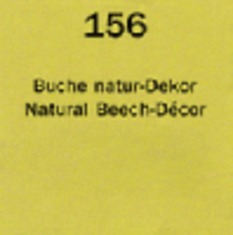 156
Buche natur-Dekor
Natural Beech-Décor